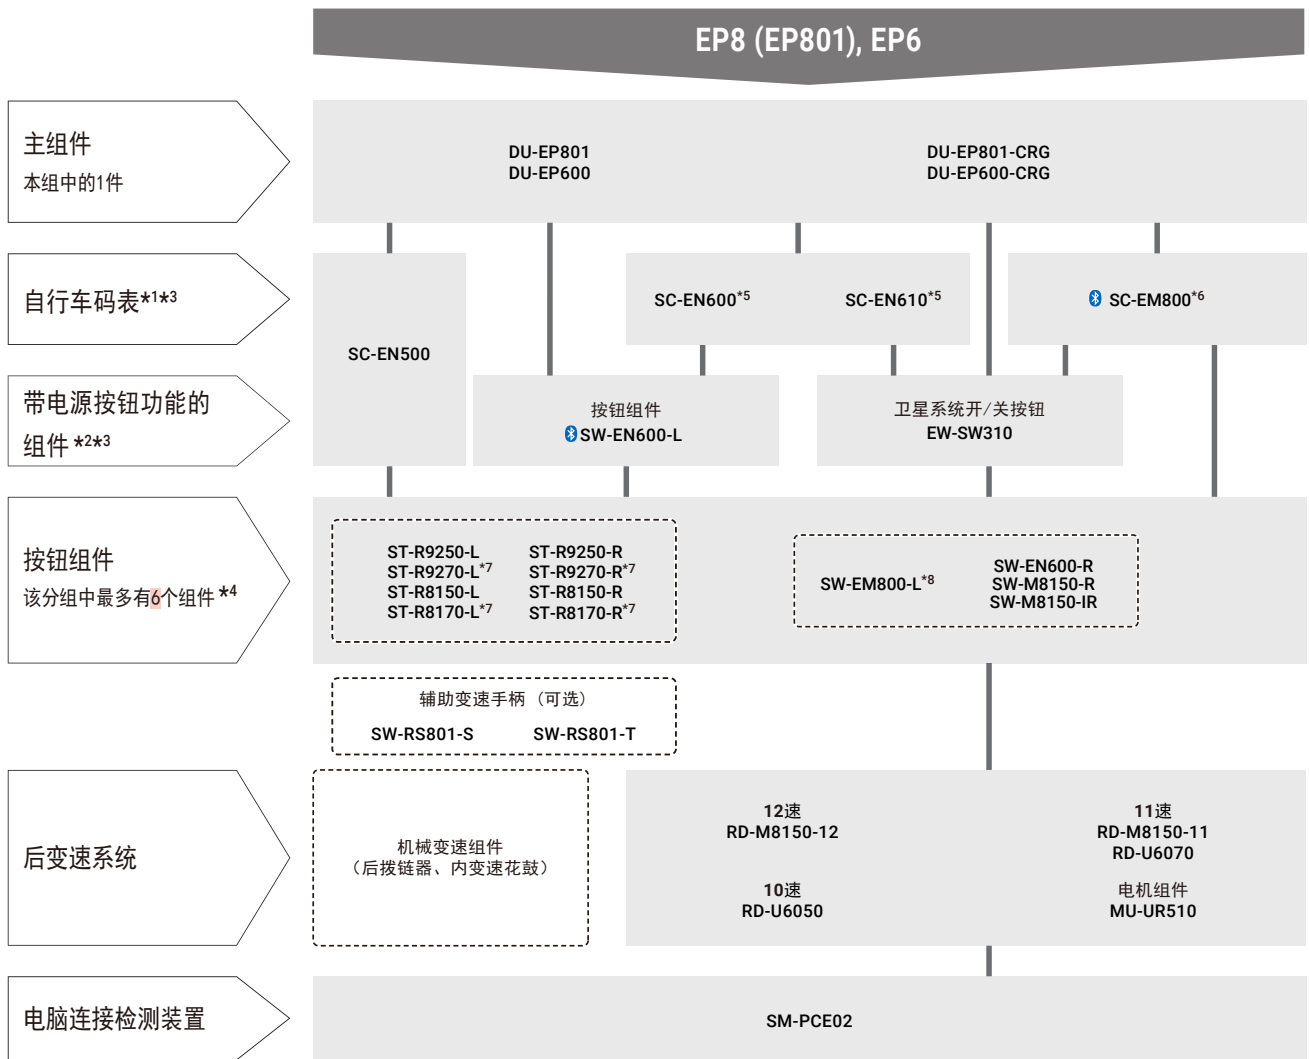 EP8 (EP801), EP6
主组件
本组中的1件
DU-EP801
DU-EP600
DU-EP801-CRG
DU-EP600-CRG
自行车码表*1*3
SC-EN500
SC-EN600*5
SC-EN610*5
SC-EM800*6
带电源按钮功能的
组件*2*3
按钮组件
SW-EN600-L
卫星系统开/关按钮
EW-SW310
按钮组件
该分组中最多有6个组件*4
ST-R9250-L
ST-R9270-L*7
ST-R8150-L
ST-R8170-L*7
ST-R9250-R
ST-R9270-R*7
ST-R8150-R
ST-R8170-R*7
SW-EM800-L*8
SW-EN600-R
SW-M8150-R
SW-M8150-IR
辅助变速手柄（可选）
SW-RS801-S
SW-RS801-T
后变速系统
机械变速组件
（后拨链器、内变速花鼓）
12速
RD-M8150-12
11速
RD-M8150-11
RD-U6070
10速
RD-U6050
电机组件
MU-UR510
电脑连接检测装置
SM-PCE02